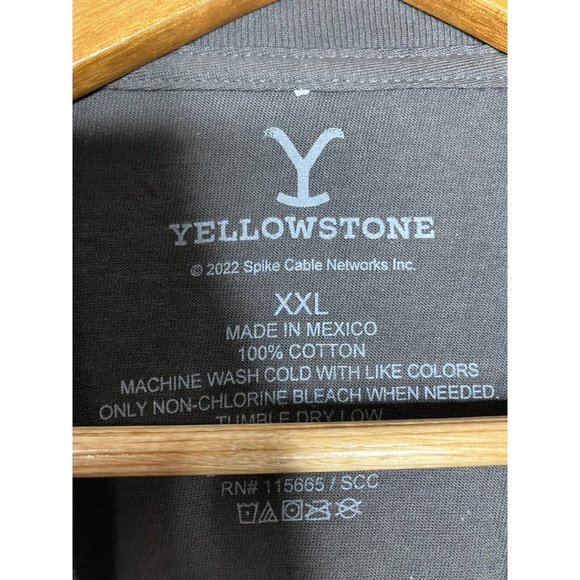 Y
YELLOWSTONE
© 2022 Spike Cable Networks Inc.
XXL
MADE IN MEXICO
100% COTTON
MACHINE WASH COLD WITH LIKE COLORS
ONLY NON-CHLORINE BLEACH WHEN NEEDED
TUMBLE DRY LOW
RN# 115665 / SCC